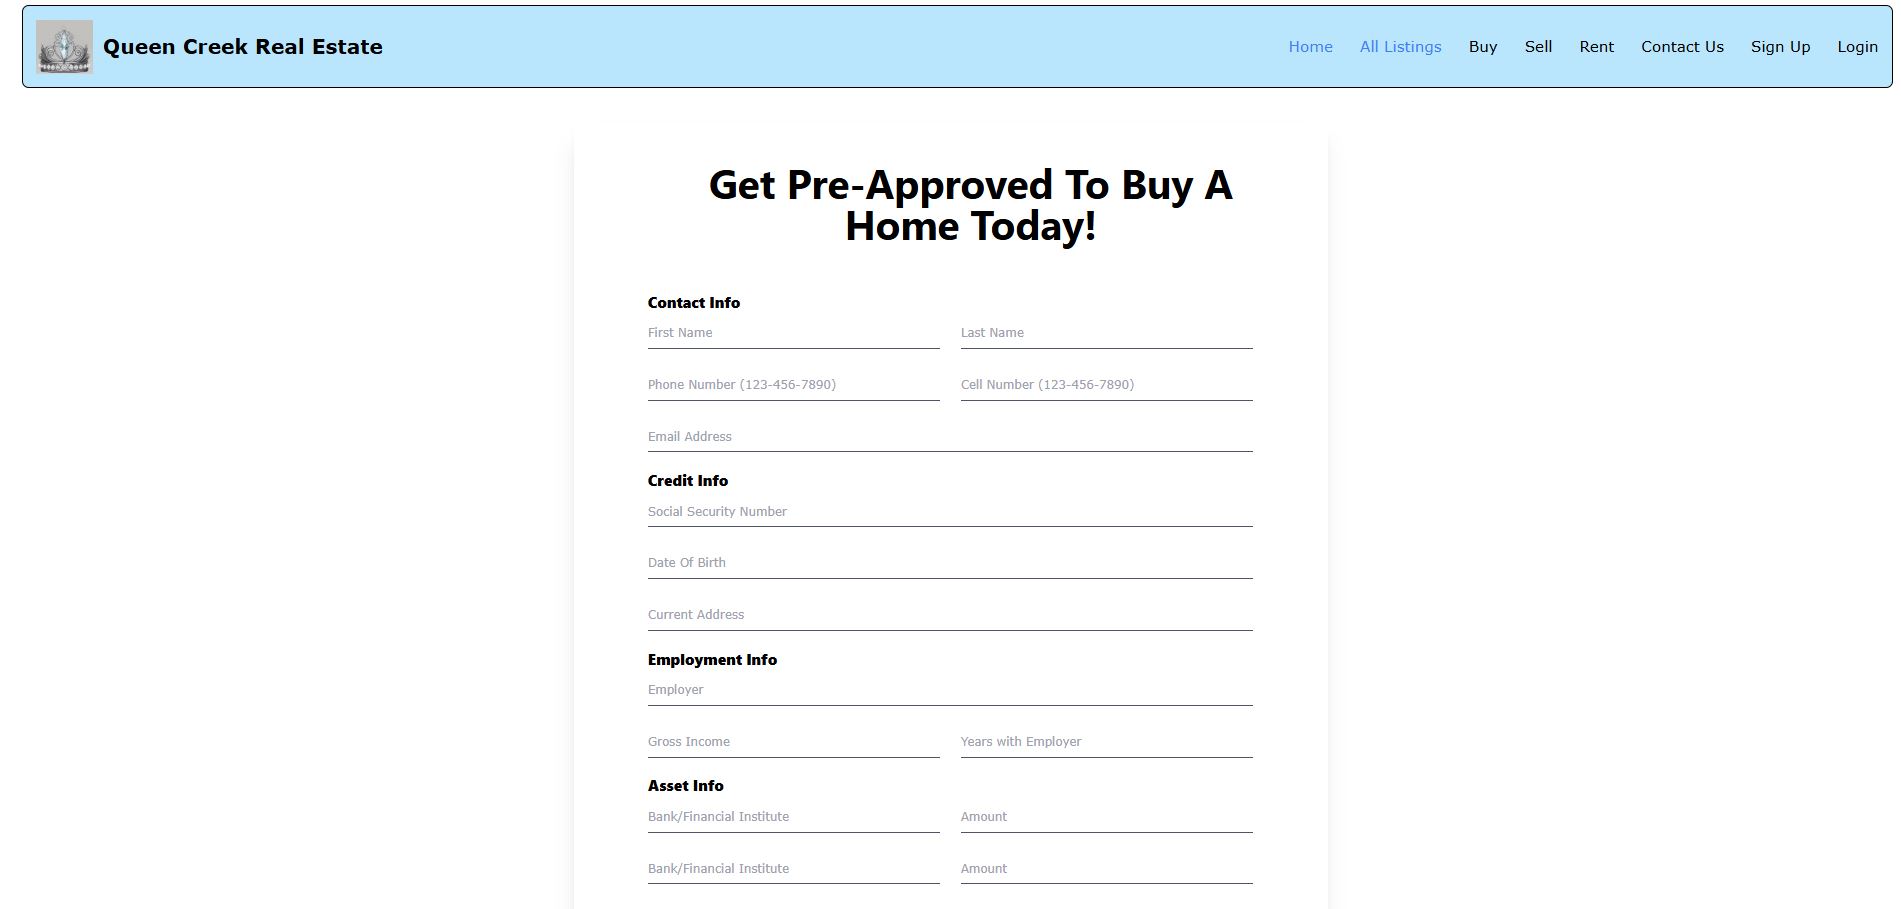 Queen Creek Real Estate
Home All Listings Buy Sell Rent Contact Us Sign Up Login
Get Pre-Approved To Buy A
Home Today!
Contact Info
First Name Last Name
Phone Number (123-456-7890) Cell Number (123-456-7890)
Email Address
Credit Info
Social Security Number
Date Of Birth
Current Address
Employment Info
Employer
Gross Income Years with Employer
Asset Info
Bank/Financial Institute Amount
Bank/Financial Institute Amount